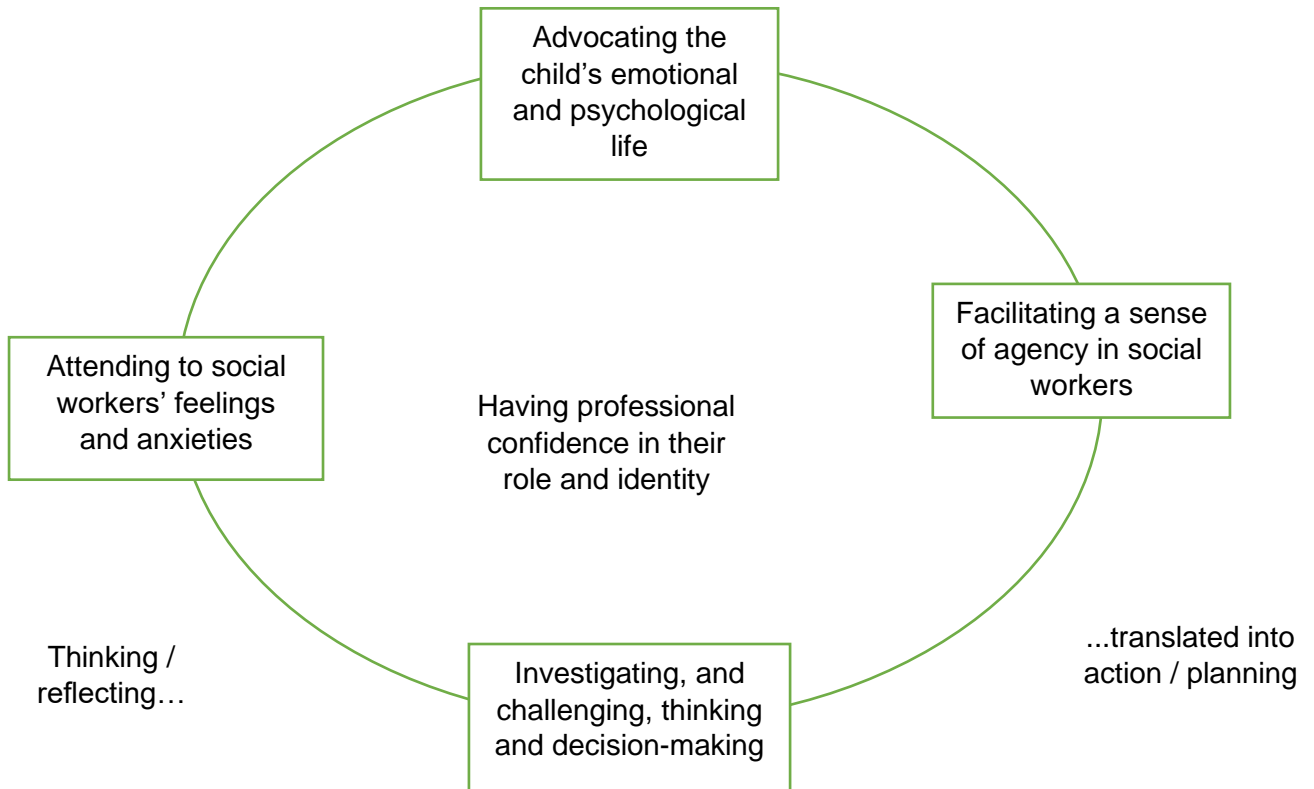 Advocating the
child’s emotional
and psychological
life
Facilitating a sense
of agency in social
workers
Attending to social
workers’ feelings
and anxieties
Having professional
confidence in their
role and identity
Thinking /
reflecting…
...translated into
action / planning
Investigating, and
challenging, thinking
and decision-making